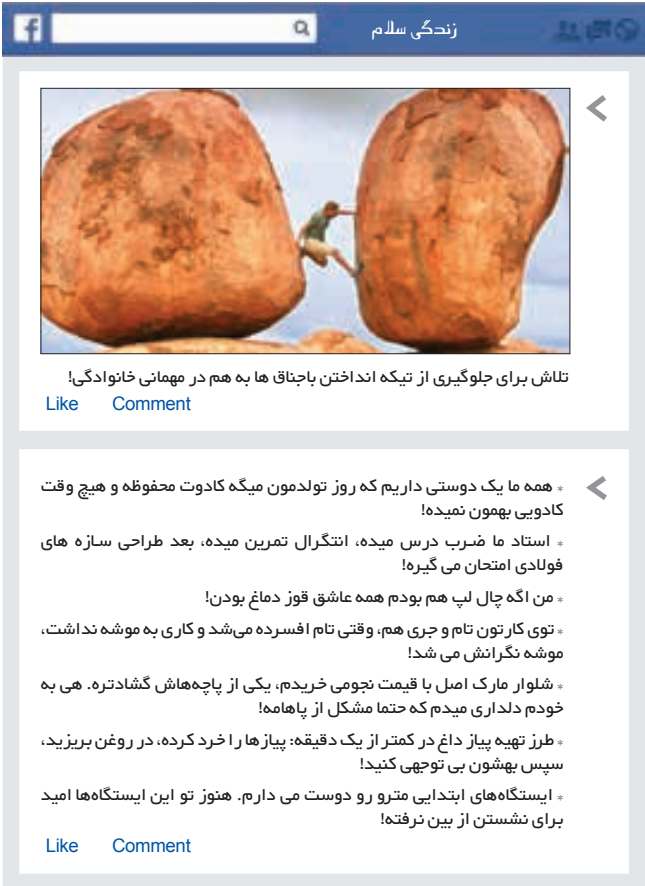 f
زندگی سلام
تلاش برای جلوگیری از تیکه انداختن باجناق ها به هم در مهمانی خانوادگی!
Like Comment
* همه ما یک دوستی داریم که روز تولدمون میگه کادوت محفوظه و هیچ وقت
کادویی بهمون نمیده!
* استاد ما ضرب درس میده، انتگرال تمرین میده، بعد طراحی سازه های
فولادی امتحان می گیره!
* من اگه چال لپ هم بودم همه عاشق قوز دماغ بودن!
* توی کارتون تام و جری هم، وقتی تام افسرده می‌شد و کاری به موشه نداشت،
موشه نگرانش می شد!
* شلوار مارک اصل با قیمت نجومی خریدم، یکی از پاچه‌هاش گشادتره. هی به
خودم دلداری میدم که حتما مشکل از پاهامه!
* طرز تهیه پیاز داغ در کمتر از یک دقیقه: پیازها را خرد کرده، در روغن بریزید،
سپس بهشون بی توجهی کنید!
* ایستگاه‌های ابتدایی مترو رو دوست می دارم. هنوز تو این ایستگاه‌ها امید
برای نشستن از بین نرفته!
Like Comment